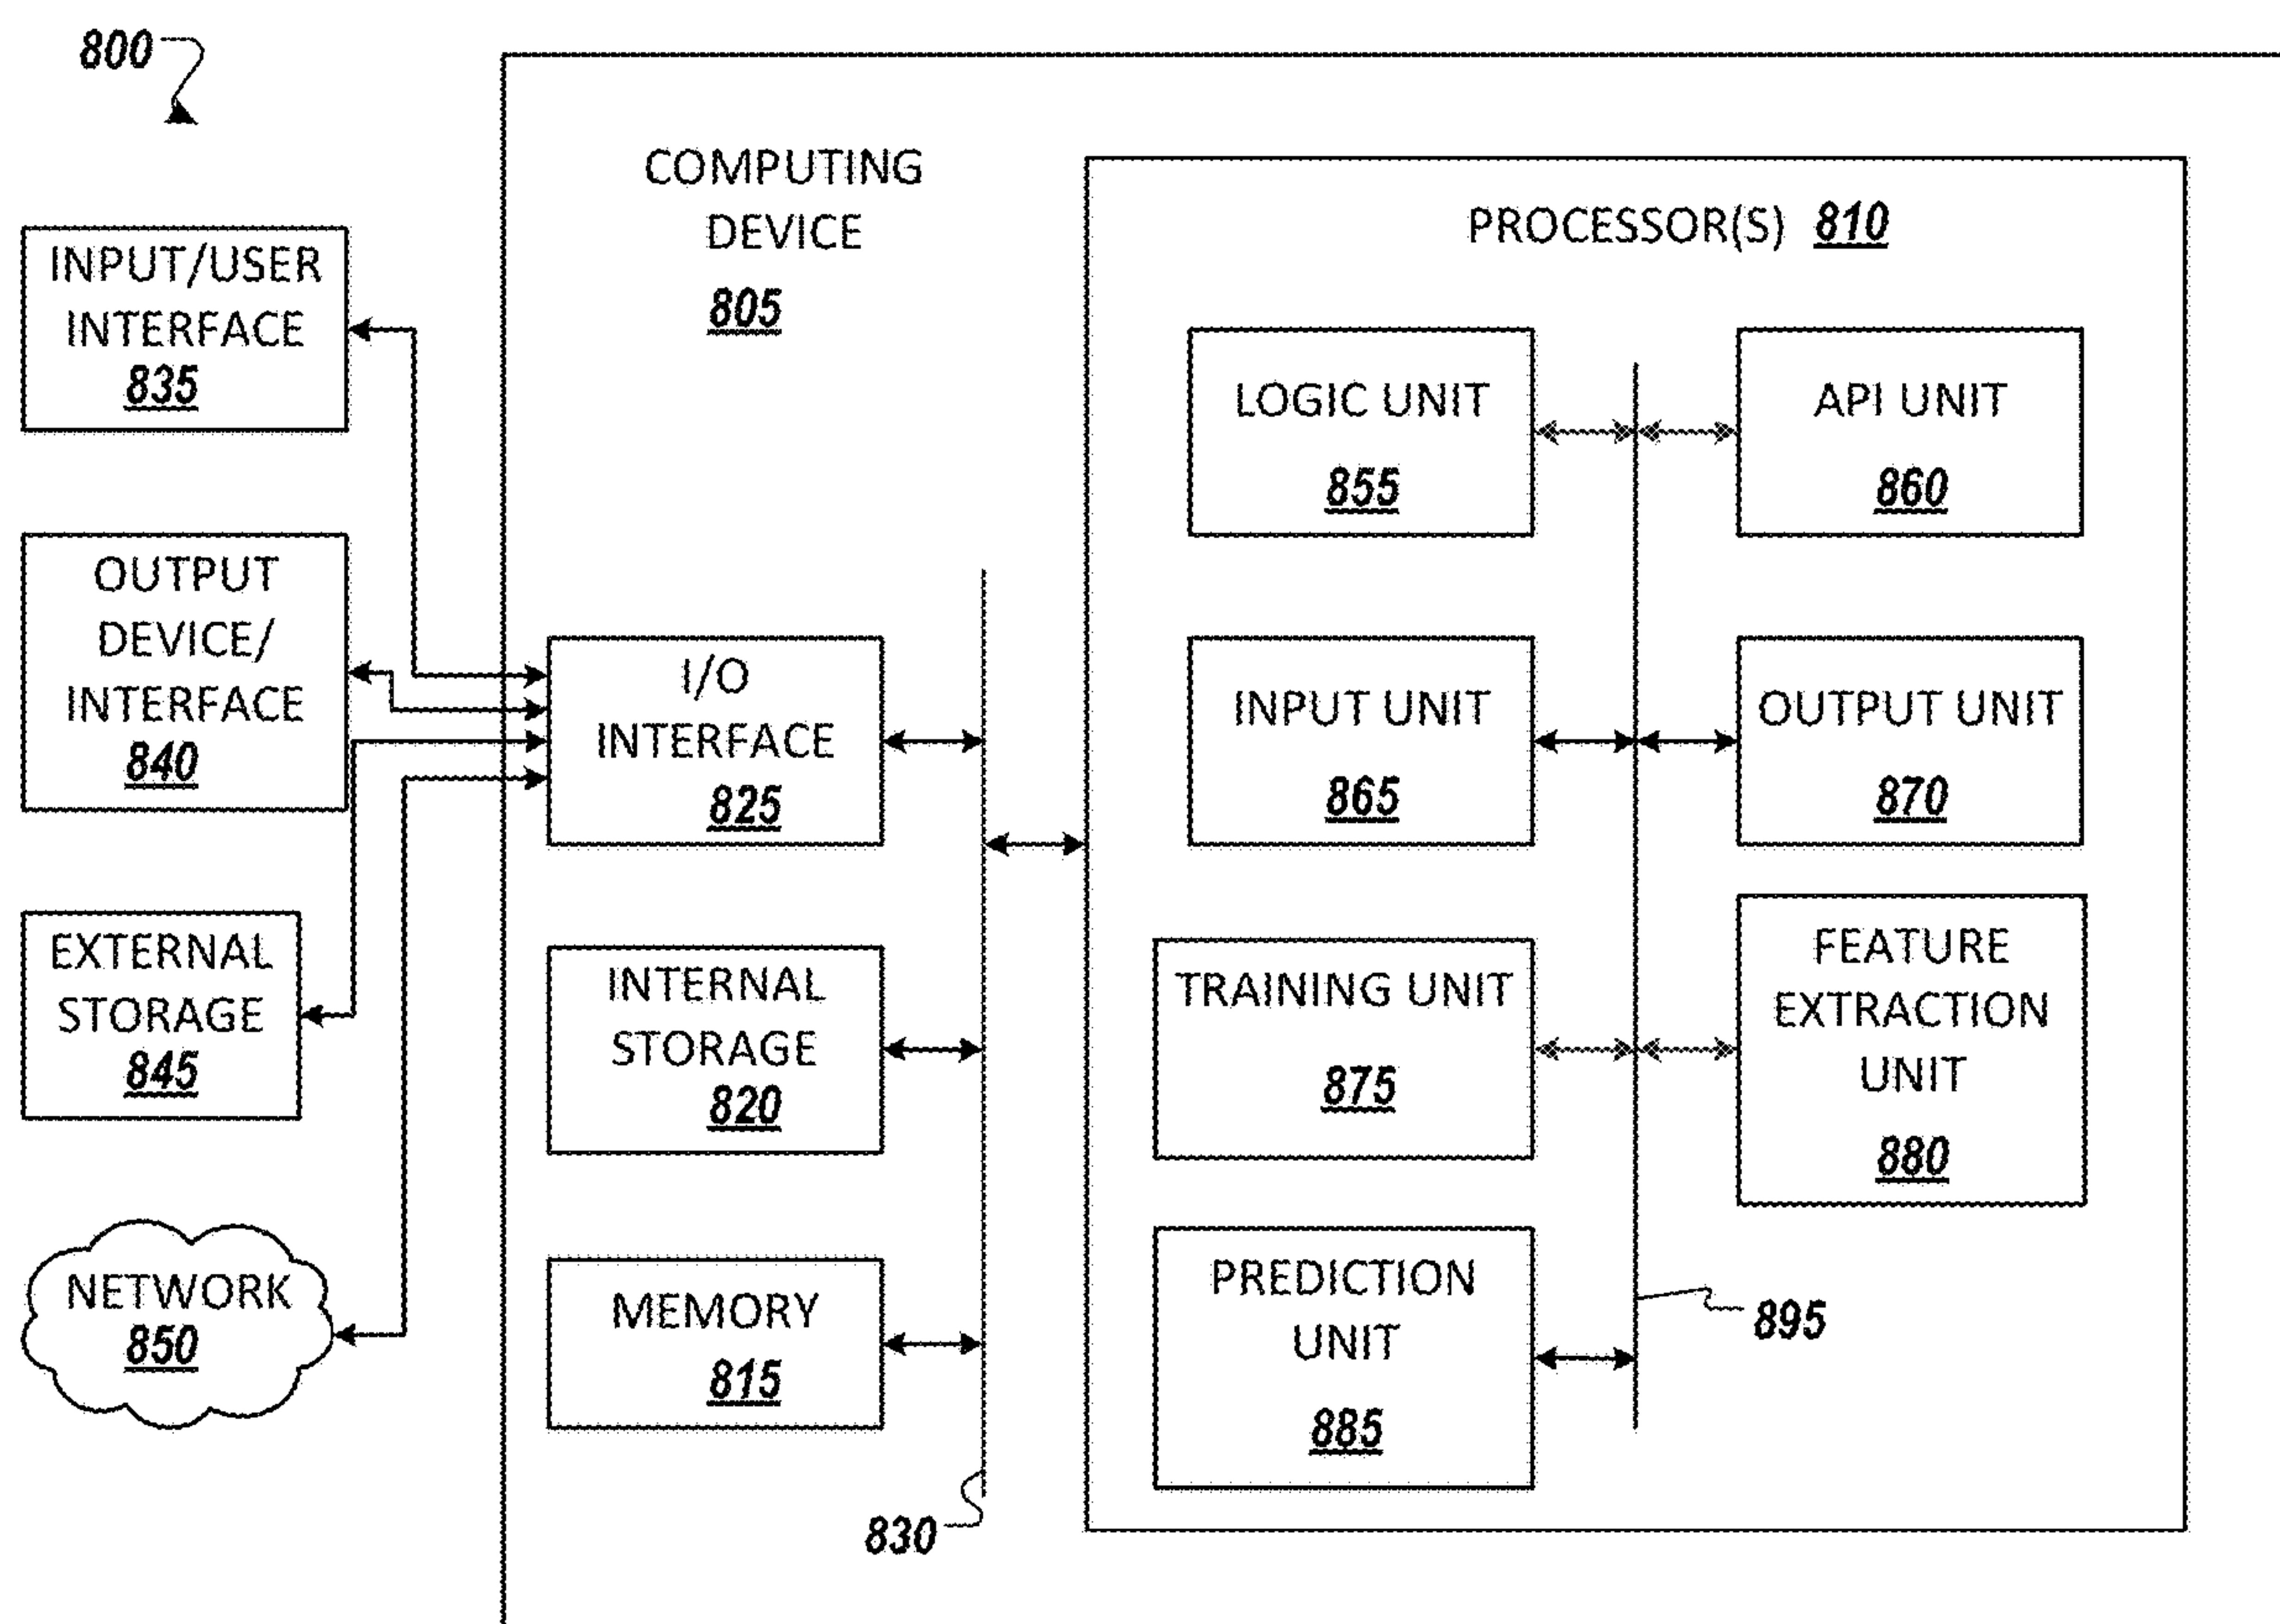 800
COMPUTING
DEVICE
805
PROCESSOR(S) 810
INPUT/USER
INTERFACE
835
OUTPUT
DEVICE/
INTERFACE
840
EXTERNAL
STORAGE
845
NETWORK
850
I/O
INTERFACE
825
INTERNAL
STORAGE
820
MEMORY
815
830
LOGIC UNIT
855
API UNIT
860
INPUT UNIT
865
OUTPUT UNIT
870
TRAINING UNIT
875
FEATURE
EXTRACTION
UNIT
880
PREDICTION
UNIT
885
895